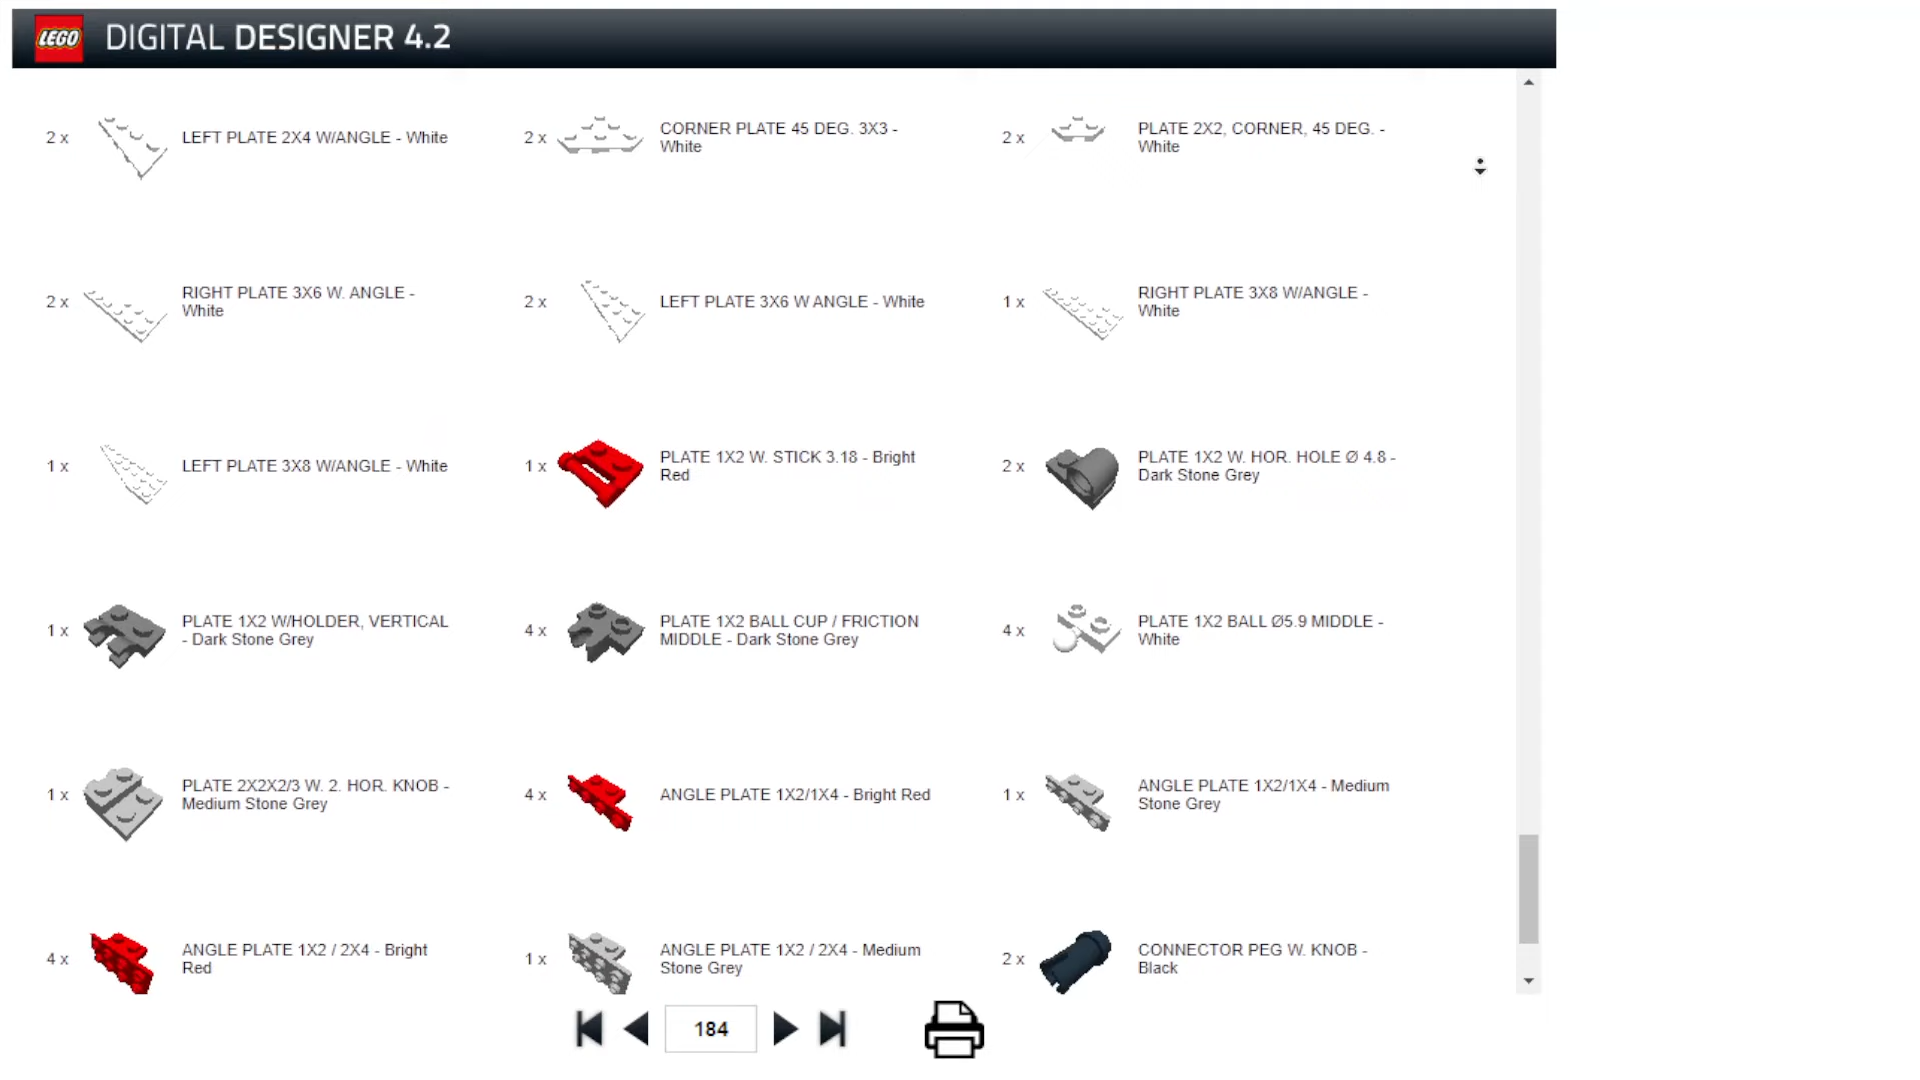 LEGO DIGITAL DESIGNER 4.2
2 x LEFT PLATE 2X4 W/ANGLE - White
2 x CORNER PLATE 45 DEG. 3X3 -
White
2 x PLATE 2X2, CORNER, 45 DEG. -
White
2 x RIGHT PLATE 3X6 W. ANGLE -
White
2 x LEFT PLATE 3X6 W ANGLE - White
1 x RIGHT PLATE 3X8 W/ANGLE -
White
1 x LEFT PLATE 3X8 W/ANGLE - White
1 x PLATE 1X2 W. STICK 3.18 - Bright
Red
2 x PLATE 1X2 W. HOR. HOLE Ø 4.8 -
Dark Stone Grey
1 x PLATE 1X2 W/HOLDER, VERTICAL
- Dark Stone Grey
4 x PLATE 1X2 BALL CUP / FRICTION
MIDDLE - Dark Stone Grey
4 x PLATE 1X2 BALL Ø5.9 MIDDLE -
White
1 x PLATE 2X2X2/3 W. 2. HOR. KNOB -
Medium Stone Grey
4 x ANGLE PLATE 1X2/1X4 - Bright Red
1 x ANGLE PLATE 1X2/1X4 - Medium
Stone Grey
4 x ANGLE PLATE 1X2 / 2X4 - Bright
Red
1 x ANGLE PLATE 1X2 / 2X4 - Medium
Stone Grey
2 x CONNECTOR PEG W. KNOB -
Black
184